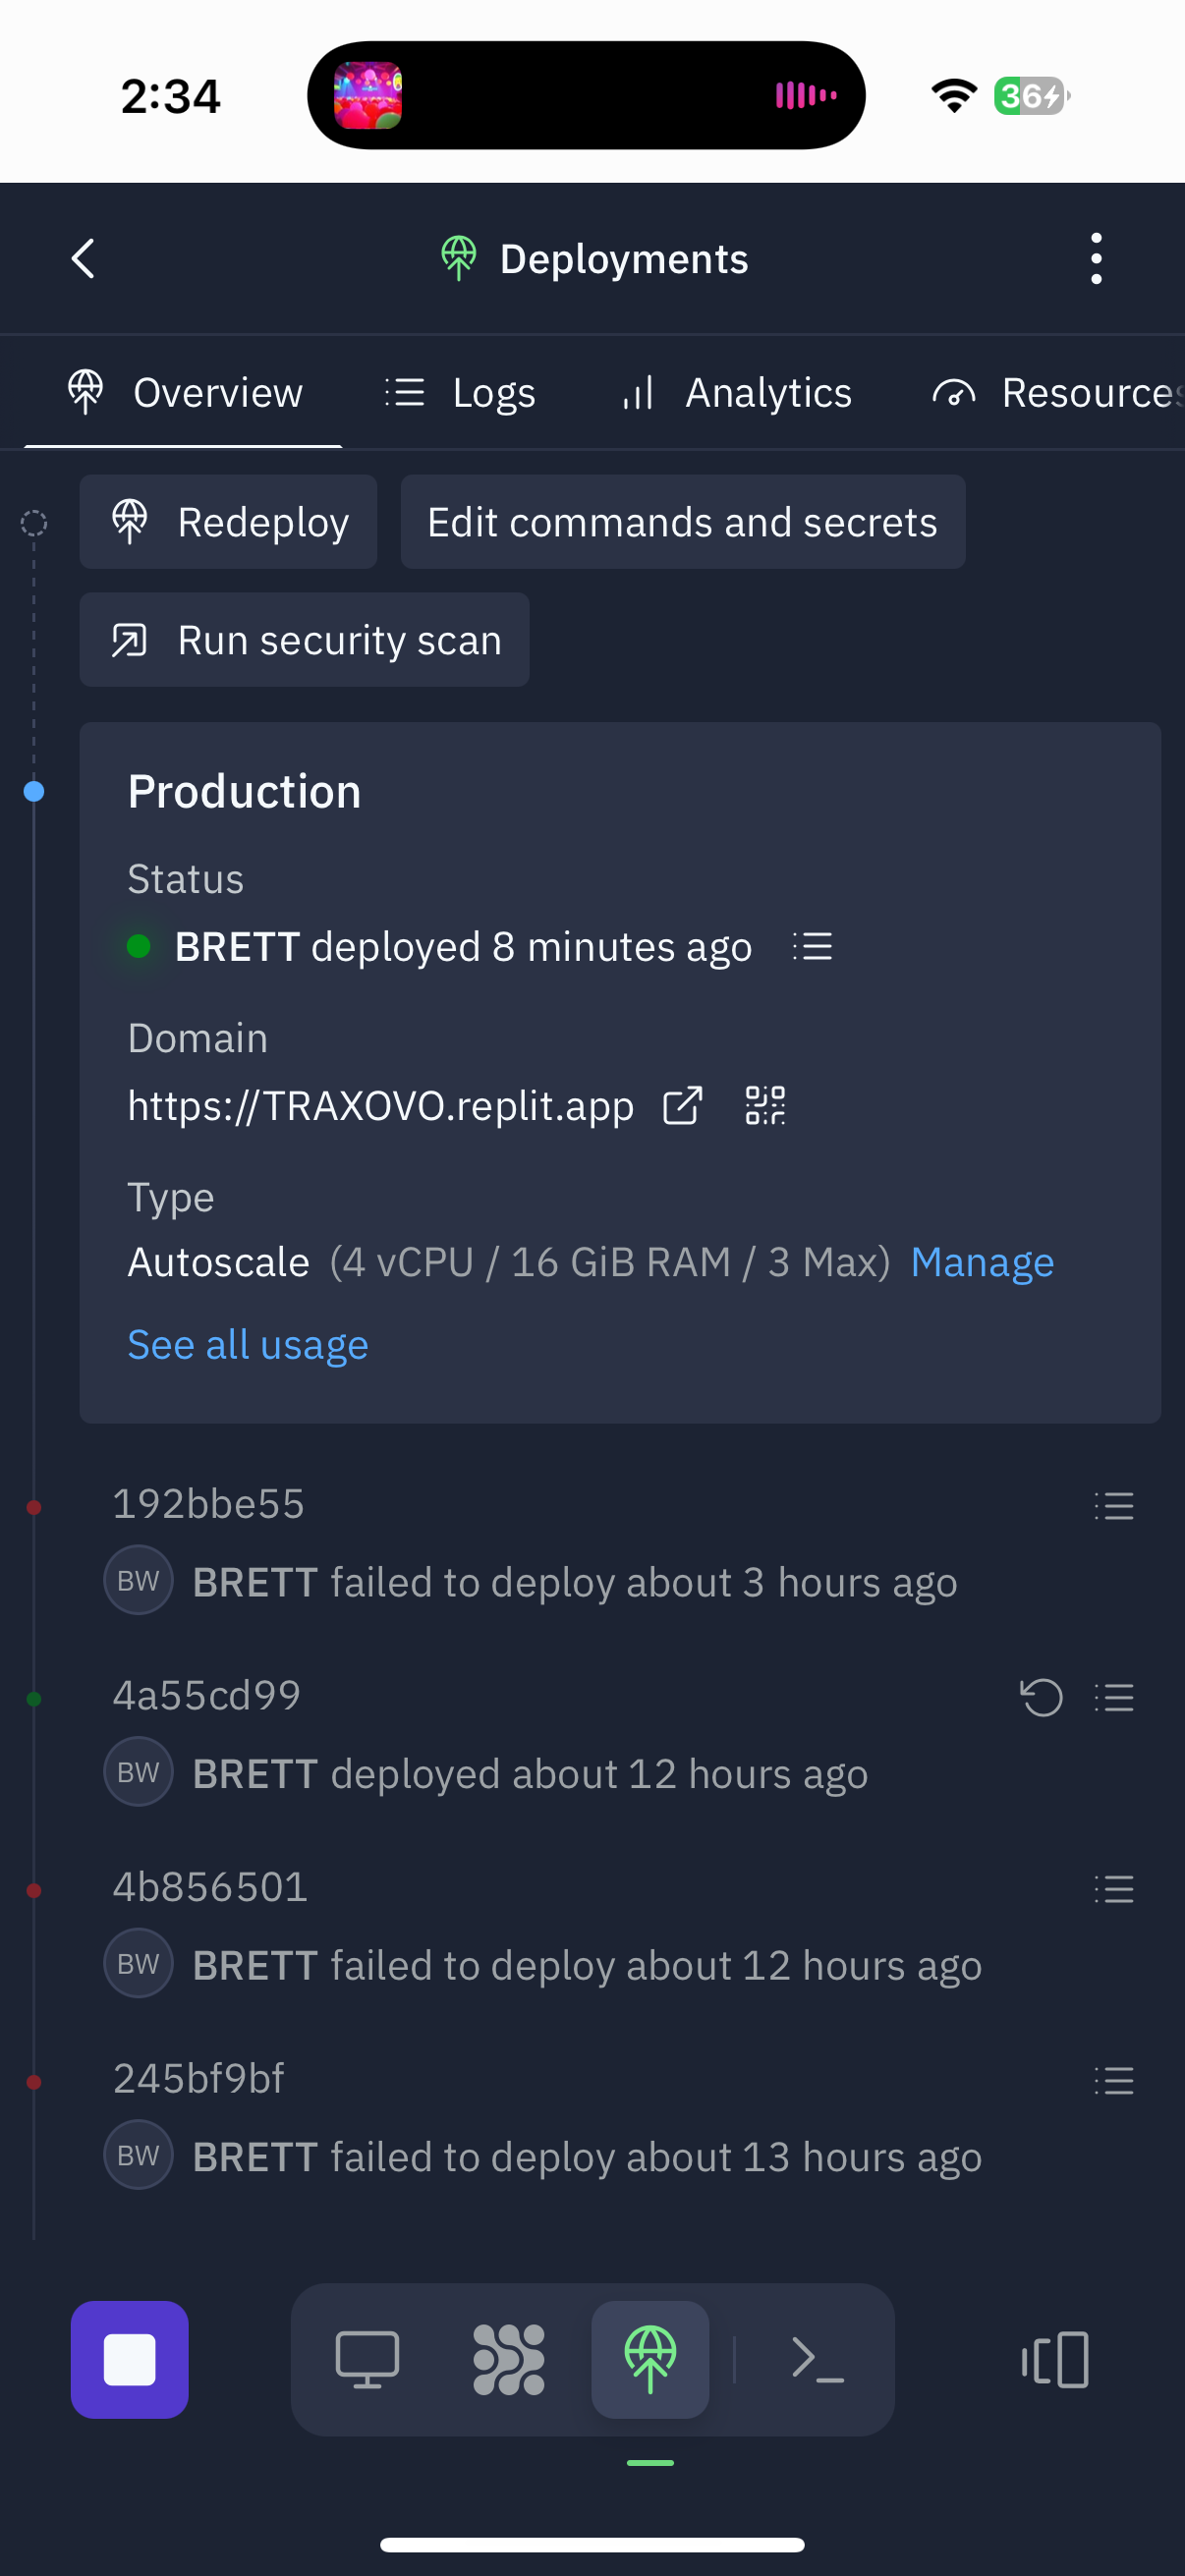 2:34
36
Deployments
Overview
Logs
Analytics
Resources
Redeploy
Edit commands and secrets
Run security scan
Production
Status
BRETT deployed 8 minutes ago
Domain
https://TRAXOVO.replit.app
Type
Autoscale (4 vCPU / 16 GiB RAM / 3 Max) Manage
See all usage
192bbe55
BW BRETT failed to deploy about 3 hours ago
4a55cd99
BW BRETT deployed about 12 hours ago
4b856501
BW BRETT failed to deploy about 12 hours ago
245bf9bf
BW BRETT failed to deploy about 13 hours ago